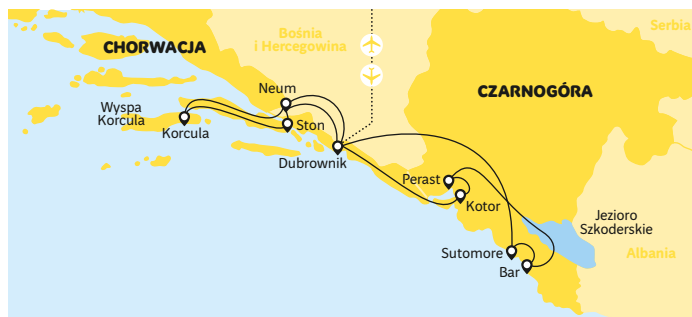 Bośnia
i Hercegowina
Serbia
CHORWACJA
CZARNOGÓRA
Neum
Wyspa
Korcula
Korcula
Ston
Dubrownik
Perast
Kotor
Jezioro
Szkoderskie
Sutomore
Bar
Albania